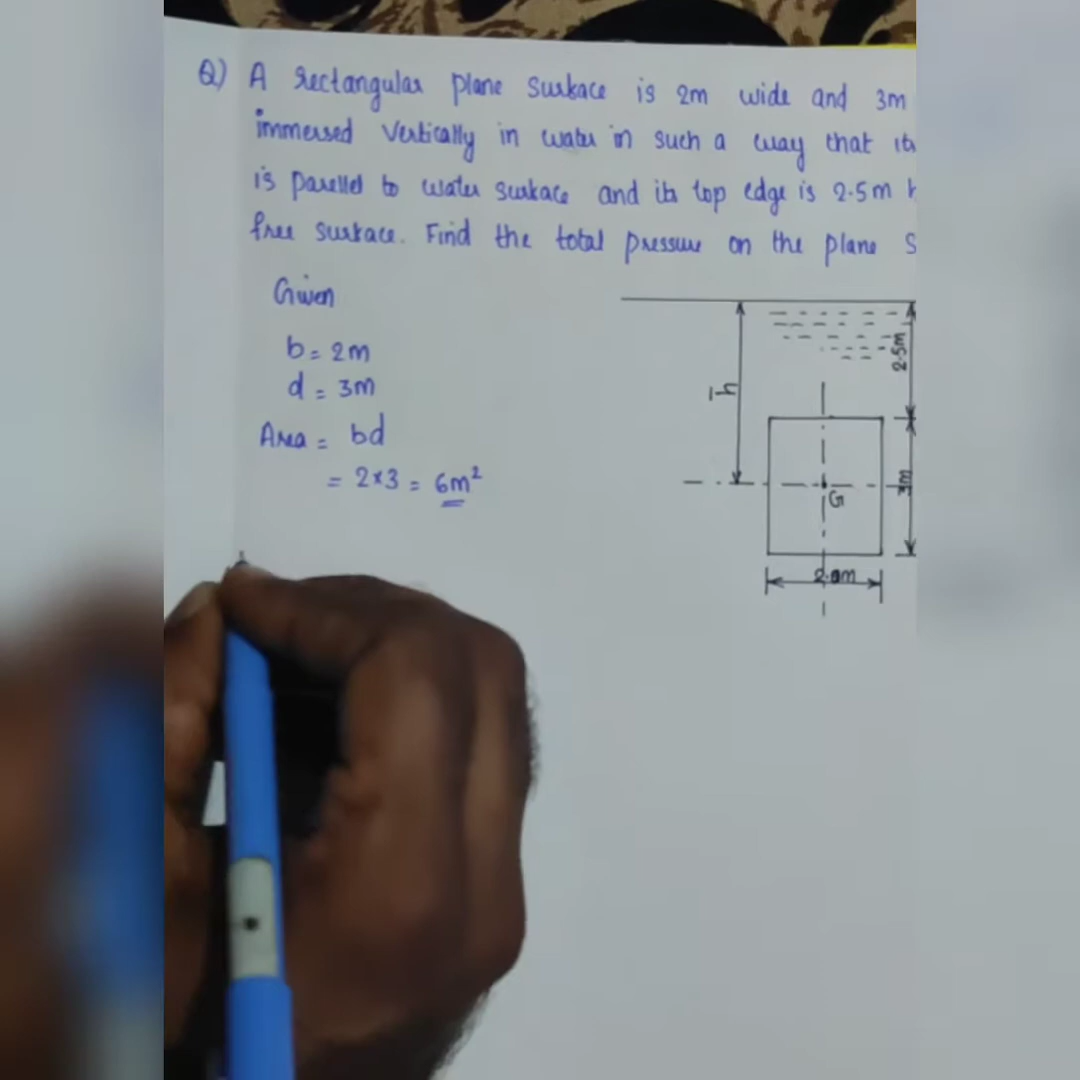 Q) A rectangular plane surface is 2m wide and 3m
immersed vertically in water in such a way that its
is parellel to water surface and its top edge is 2.5m
free surface. Find the total pressure on the plane S
Given
b = 2m
d = 3m
Area = bd
= 2×3 = 6m²
2.5m
h̄
3m
G
2.0m